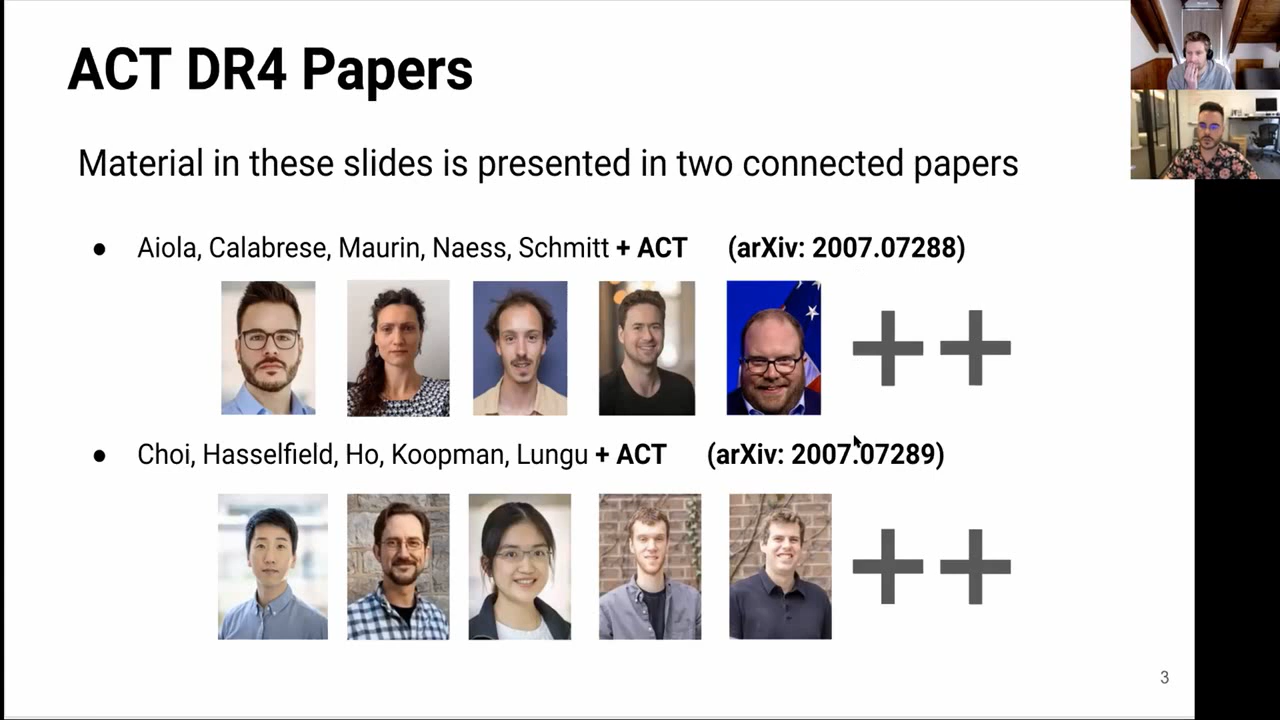 ACT DR4 Papers
Material in these slides is presented in two connected papers
● Aiola, Calabrese, Maurin, Naess, Schmitt + ACT (arXiv: 2007.07288)
++
● Choi, Hasselfield, Ho, Koopman, Lungu + ACT (arXiv: 2007.07289)
++
3